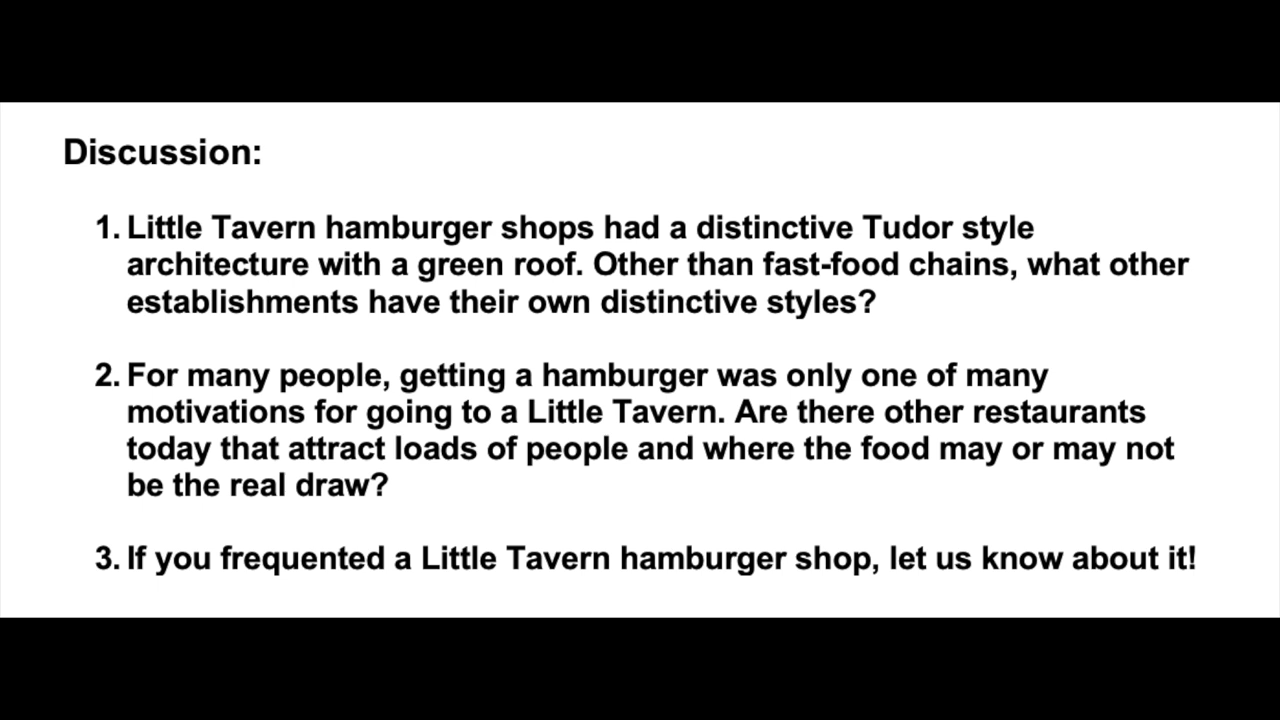 Discussion:
1. Little Tavern hamburger shops had a distinctive Tudor style
architecture with a green roof. Other than fast-food chains, what other
establishments have their own distinctive styles?
2. For many people, getting a hamburger was only one of many
motivations for going to a Little Tavern. Are there other restaurants
today that attract loads of people and where the food may or may not
be the real draw?
3. If you frequented a Little Tavern hamburger shop, let us know about it!